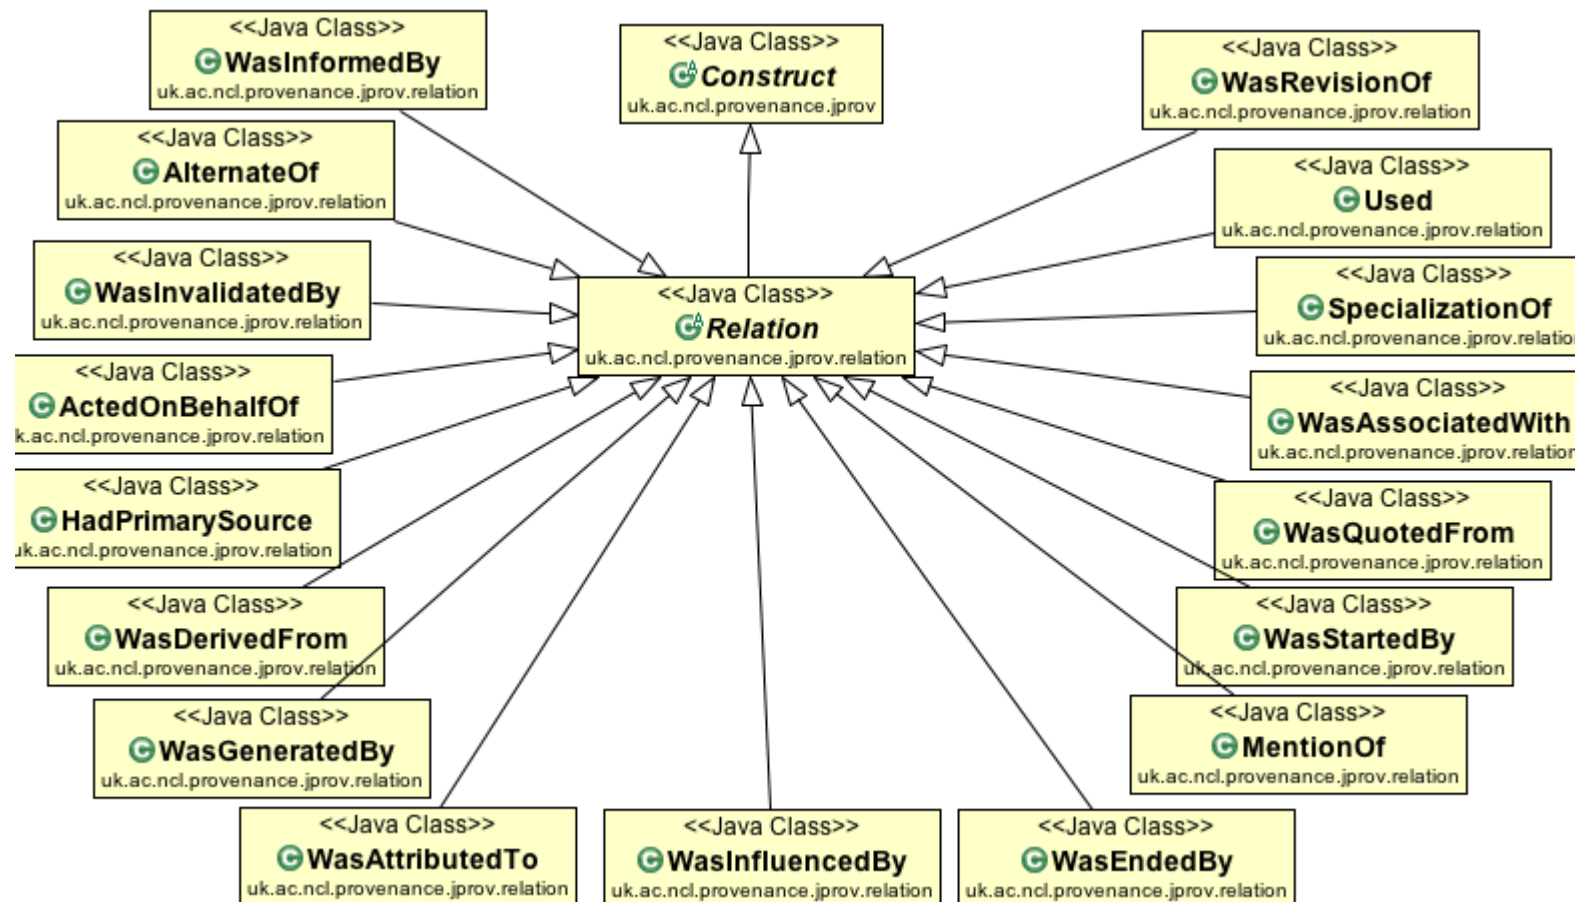 <<Java Class>>
WasInformedBy
uk.ac.ncl.provenance.jprov.relation
<<Java Class>>
Construct
uk.ac.ncl.provenance.jprov
<<Java Class>>
WasRevisionOf
uk.ac.ncl.provenance.jprov.relation
<<Java Class>>
AlternateOf
uk.ac.ncl.provenance.jprov.relation
<<Java Class>>
Used
uk.ac.ncl.provenance.jprov.relation
<<Java Class>>
WasInvalidatedBy
uk.ac.ncl.provenance.jprov.relation
<<Java Class>>
Relation
uk.ac.ncl.provenance.jprov.relation
<<Java Class>>
SpecializationOf
uk.ac.ncl.provenance.jprov.relation
<<Java Class>>
ActedOnBehalfOf
k.ac.ncl.provenance.jprov.relation
<<Java Class>>
WasAssociatedWith
uk.ac.ncl.provenance.jprov.relation
<<Java Class>>
HadPrimarySource
uk.ac.ncl.provenance.jprov.relation
<<Java Class>>
WasQuotedFrom
uk.ac.ncl.provenance.jprov.relation
<<Java Class>>
WasDerivedFrom
uk.ac.ncl.provenance.jprov.relation
<<Java Class>>
WasStartedBy
uk.ac.ncl.provenance.jprov.relation
<<Java Class>>
WasGeneratedBy
uk.ac.ncl.provenance.jprov.relation
<<Java Class>>
MentionOf
uk.ac.ncl.provenance.jprov.relation
<<Java Class>>
WasAttributedTo
uk.ac.ncl.provenance.jprov.relation
<<Java Class>>
WasInfluencedBy
uk.ac.ncl.provenance.jprov.relation
<<Java Class>>
WasEndedBy
uk.ac.ncl.provenance.jprov.relation